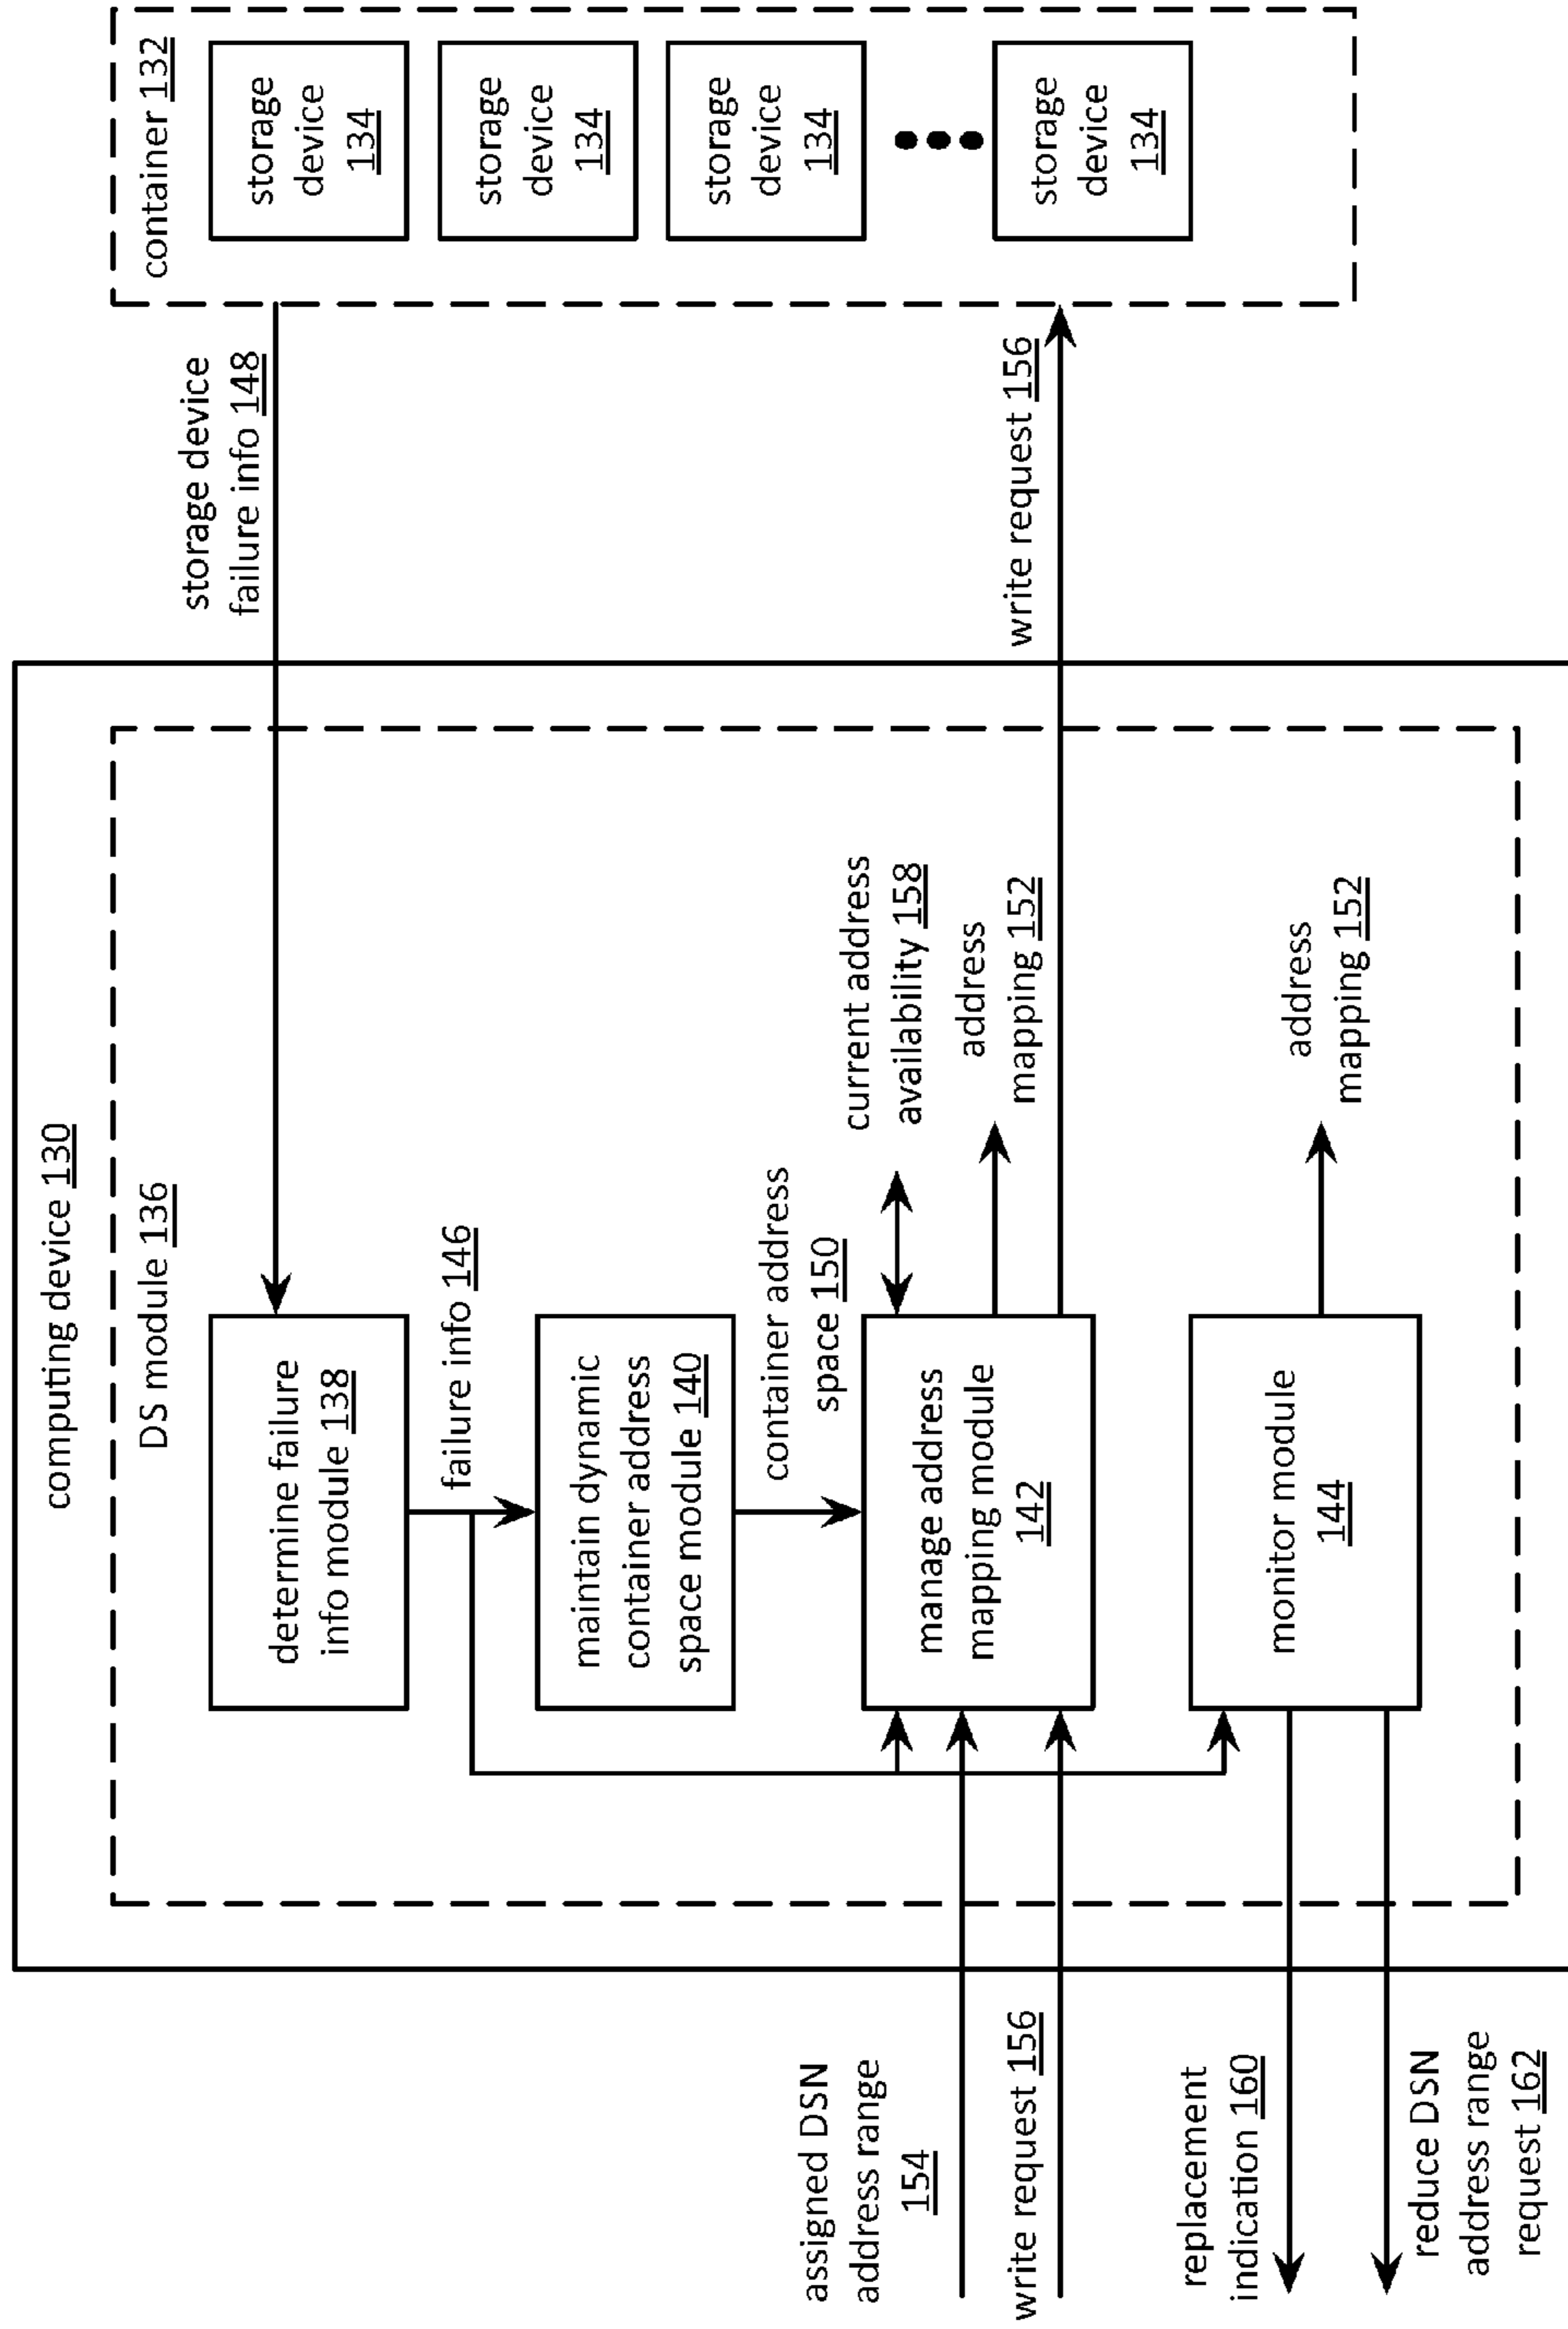 computing device 130
DS module 136
determine failure
info module 138
failure info 146
maintain dynamic
container address
space module 140
container address
space 150
manage address
mapping module
142
monitor module
144
current address
availability 158
address
mapping 152
address
mapping 152
assigned DSN
address range
154
write request 156
replacement
indication 160
reduce DSN
address range
request 162
storage device
failure info 148
write request 156
container 132
storage
device
134
storage
device
134
storage
device
134
storage
device
134